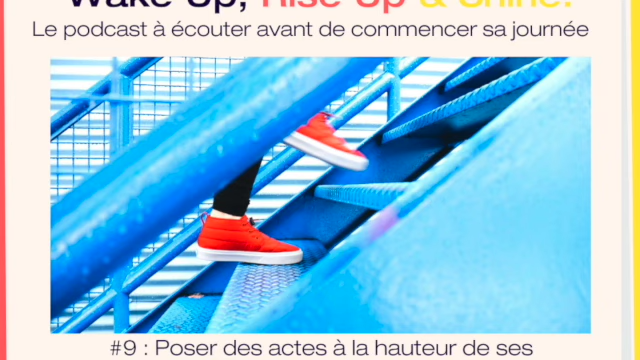 Wake Up, Rise Up & Shine!
Le podcast à écouter avant de commencer sa journée
#9 : Poser des actes à la hauteur de ses